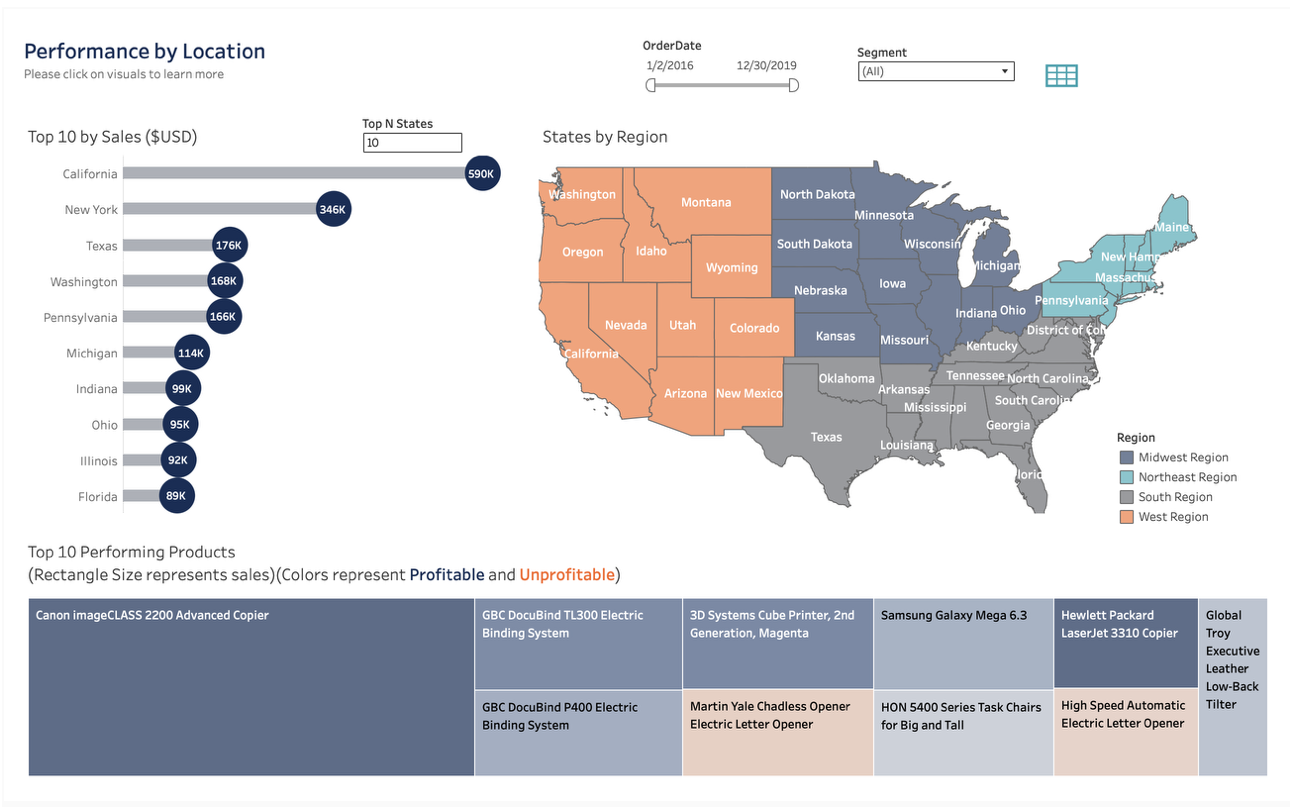 Performance by Location
Please click on visuals to learn more
OrderDate
1/2/2016 12/30/2019
Segment
(All)
Top 10 by Sales ($USD)
Top N States
10
California 590K
New York 346K
Texas 176K
Washington 168K
Pennsylvania 166K
Michigan 114K
Indiana 99K
Ohio 95K
Illinois 92K
Florida 89K
States by Region
Washington
Montana
North Dakota
Minnesota
Maine
Oregon
Idaho
South Dakota
Wisconsin
New Hamp
Wyoming
Michigan
Massachus
Nebraska
Iowa
Pennsylvania
Nevada
Utah
Colorado
Kansas
Missouri
Indiana
Ohio
District of Col
California
Kentucky
Arizona
New Mexico
Oklahoma
Arkansas
Tennessee
North Carolina
Mississippi
South Carolin
Texas
Louisiana
Georgia
lorid
Region
Midwest Region
Northeast Region
South Region
West Region
Top 10 Performing Products
(Rectangle Size represents sales)(Colors represent Profitable and Unprofitable)
Canon imageCLASS 2200 Advanced Copier
GBC DocuBind TL300 Electric
Binding System
GBC DocuBind P400 Electric
Binding System
3D Systems Cube Printer, 2nd
Generation, Magenta
Martin Yale Chadless Opener
Electric Letter Opener
Samsung Galaxy Mega 6.3
HON 5400 Series Task Chairs
for Big and Tall
Hewlett Packard
LaserJet 3310 Copier
High Speed Automatic
Electric Letter Opener
Global
Troy
Executive
Leather
Low-Back
Tilter